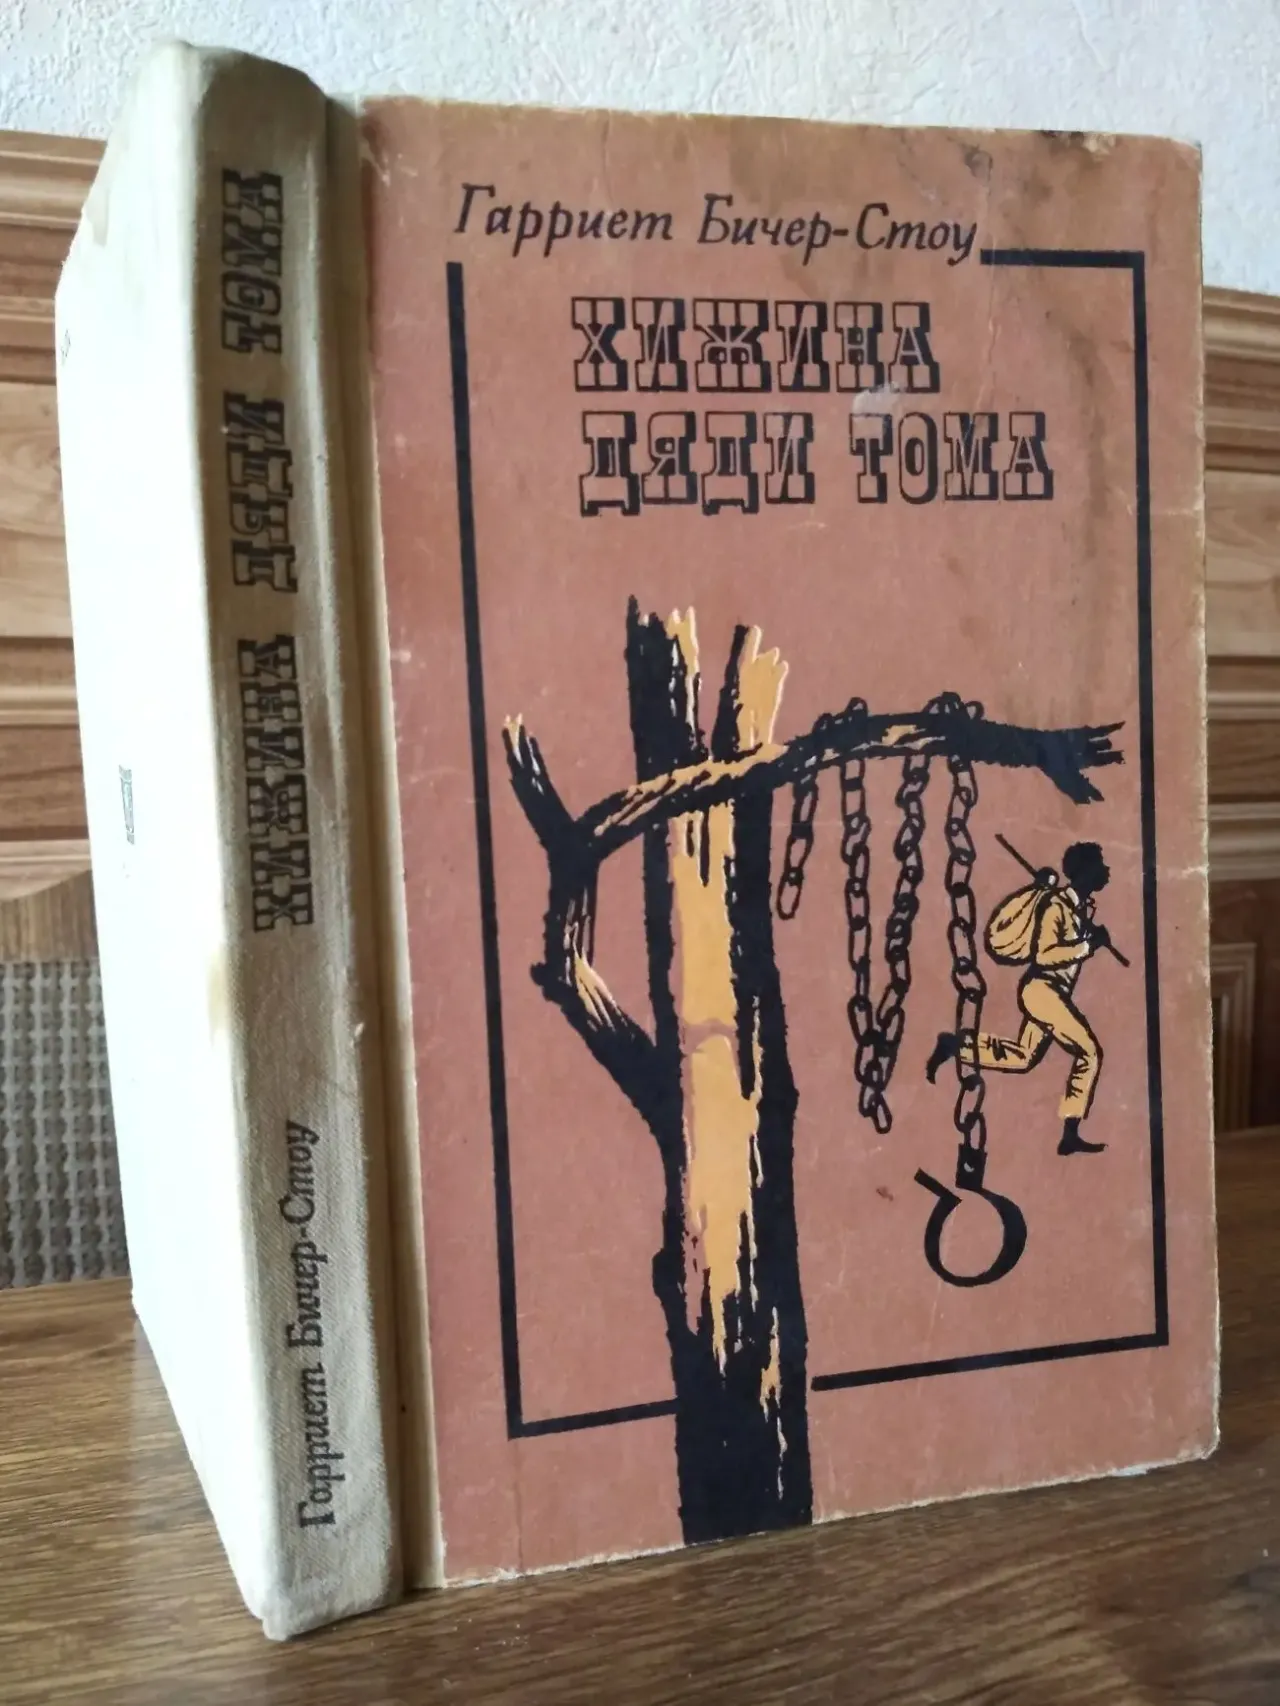 Гарриет Бичер-Стоу
ХИЖИНА
ДЯДИ ТОМА
Гарриет Бичер-Стоу ХИЖИНА ДЯДИ ТОМА